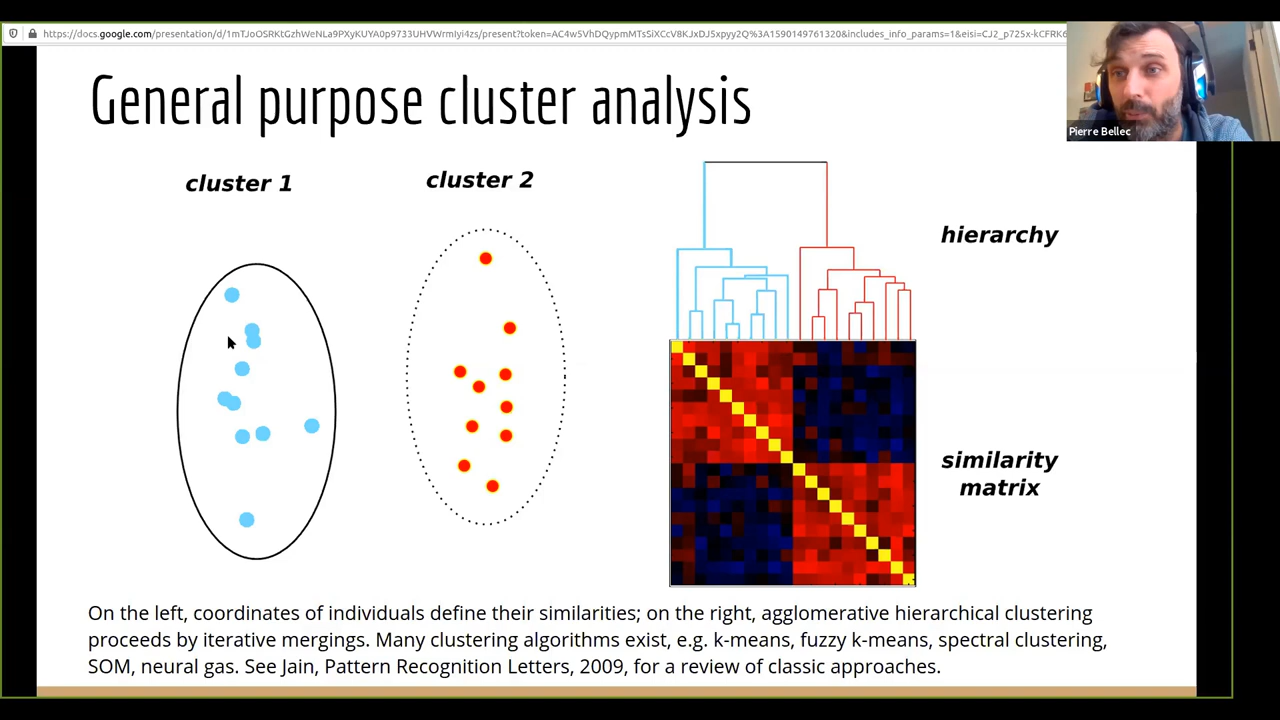 General purpose cluster analysis
Pierre Bellec
cluster 1
cluster 2
hierarchy
similarity
matrix
On the left, coordinates of individuals define their similarities; on the right, agglomerative hierarchical clustering
proceeds by iterative mergings. Many clustering algorithms exist, e.g. k-means, fuzzy k-means, spectral clustering,
SOM, neural gas. See Jain, Pattern Recognition Letters, 2009, for a review of classic approaches.